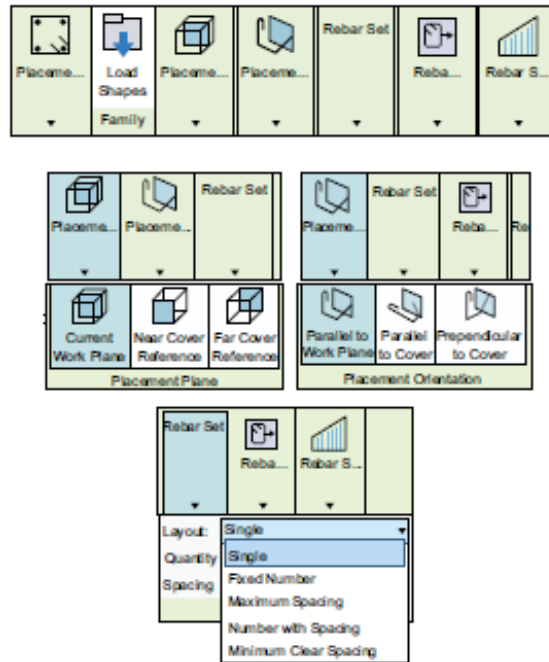 Placeme...
Load
Shapes
Family
Placeme...
Placeme...
Rebar Set
Reba...
Rebar S...
Placeme...
Placeme...
Rebar Set
Current
Work Plane
Near Cover
Reference
Far Cover
Reference
Placement Plane
Placeme...
Rebar Set
Reba...
Re
Parallel to
Work Plane
Parallel
to Cover
Prependicular
to Cover
Placement Orientation
Rebar Set
Reba...
Rebar S...
Layout: Single
Quantity
Spacing
Single
Fixed Number
Maximum Spacing
Number with Spacing
Minimum Clear Spacing